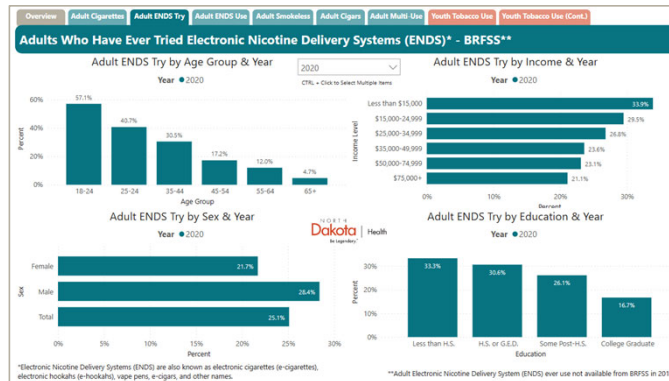 Overview
Adult Cigarettes
Adult ENDS Try
Adult ENDS Use
Adult Smokeless
Adult Cigars
Adult Multi-Use
Youth Tobacco Use
Youth Tobacco Use (Cont.)
Adults Who Have Ever Tried Electronic Nicotine Delivery Systems (ENDS)* - BRFSS**
Adult ENDS Try by Age Group & Year
Year 2020
2020
CTRL + Click to Select Multiple Items
Percent
60%
40%
20%
0%
57.1%
40.7%
30.5%
17.2%
12.0%
4.7%
18-24
25-24
35-44
45-54
55-64
65+
Age Group
Adult ENDS Try by Income & Year
Year 2020
Income Level
Less than $15,000
33.9%
$15,000-24,999
29.5%
$25,000-34,999
26.8%
$35,000-49,999
23.6%
$50,000-74,999
23.1%
$75,000+
21.1%
0%
10%
20%
30%
Percent
Adult ENDS Try by Sex & Year
Year 2020
Sex
Female
21.7%
Male
28.4%
Total
25.1%
0%
5%
10%
15%
20%
25%
30%
Percent
NORTH
Dakota | Health
Be Legendary™
Adult ENDS Try by Education & Year
Year 2020
Percent
30%
20%
10%
0%
33.3%
30.6%
26.1%
16.7%
Less than H.S.
H.S. or G.E.D.
Some Post-H.S.
College Graduate
Education
*Electronic Nicotine Delivery Systems (ENDS) are also known as electronic cigarettes (e-cigarettes),
electronic hookahs (e-hookahs), vape pens, e-cigars, and other names.
**Adult Electronic Nicotine Delivery System (ENDS) ever use not available from BRFSS in